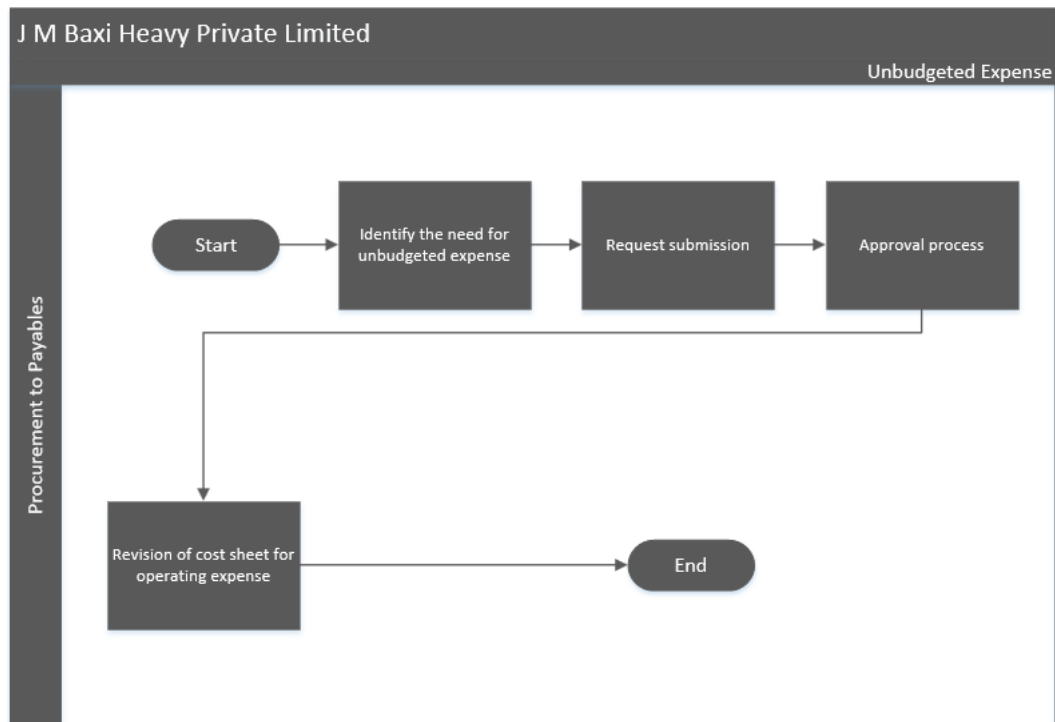 J M Baxi Heavy Private Limited
Unbudgeted Expense
Procurement to Payables
Start
Identify the need for
unbudgeted expense
Request submission
Approval process
Revision of cost sheet for
operating expense
End